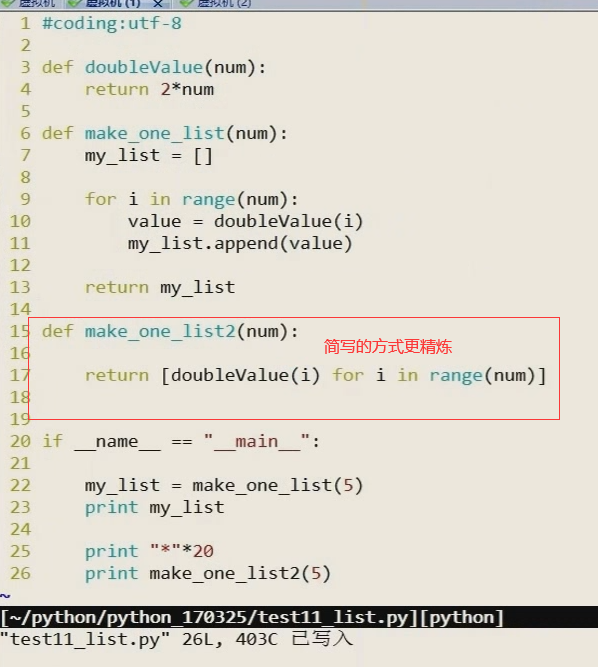 虚拟机 虚拟机 (1) × 虚拟机 (2)
1 #coding:utf-8
2
3 def doubleValue(num):
4 return 2*num
5
6 def make_one_list(num):
7 my_list = []
8
9 for i in range(num):
10 value = doubleValue(i)
11 my_list.append(value)
12
13 return my_list
14
15 def make_one_list2(num):
16 简写的方式更精炼
17 return [doubleValue(i) for i in range(num)]
18
19
20 if __name__ == "__main__":
21
22 my_list = make_one_list(5)
23 print my_list
24
25 print "*"*20
26 print make_one_list2(5)
~
[~/python/python_170325/test11_list.py][python]
"test11_list.py" 26L, 403C 已写入